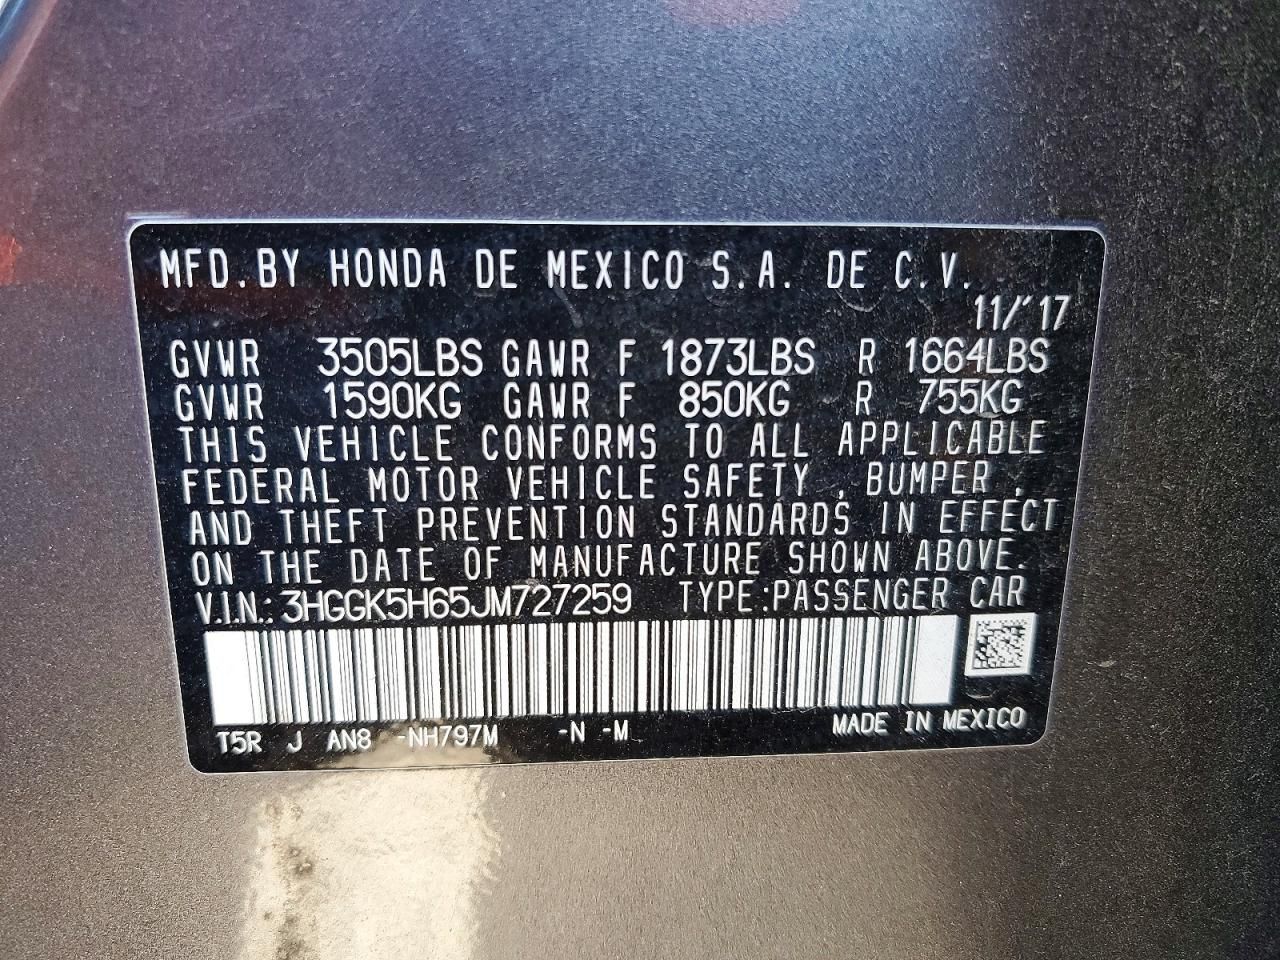 MFD.BY HONDA DE MEXICO S.A. DE C.V.
11/'17
GVWR 3505LBS GAWR F 1873LBS R 1664LBS
GVWR 1590KG GAWR F 850KG R 755KG
THIS VEHICLE CONFORMS TO ALL APPLICABLE
FEDERAL MOTOR VEHICLE SAFETY, BUMPER,
AND THEFT PREVENTION STANDARDS IN EFFECT
ON THE DATE OF MANUFACTURE SHOWN ABOVE.
V.I.N.: 3HGGK5H65JM727259 TYPE:PASSENGER CAR
T5R J AN8 -NH797M -N -M MADE IN MEXICO